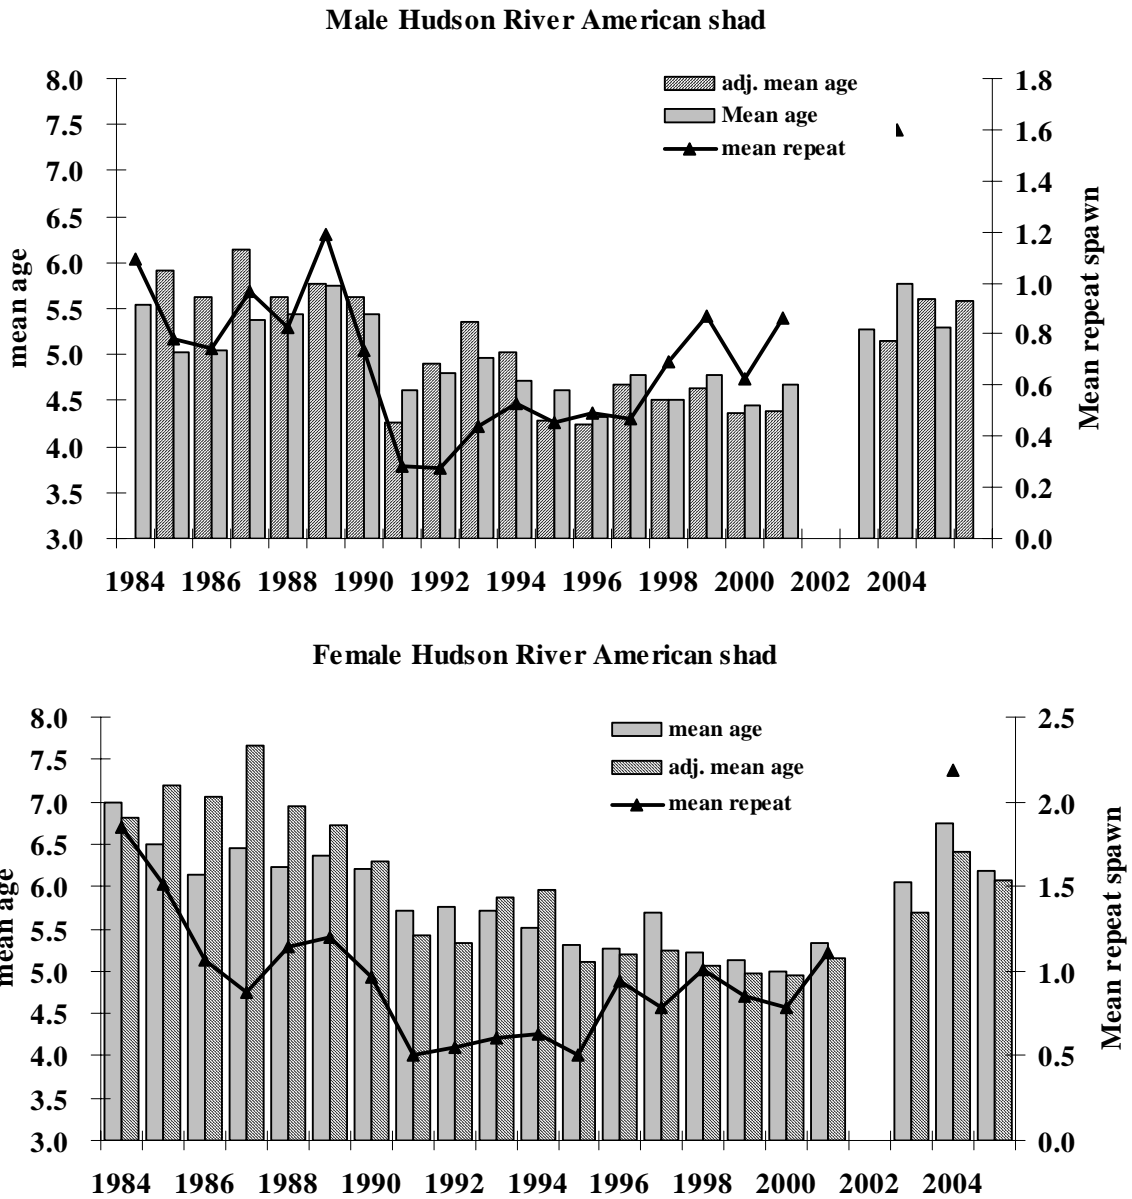 Male Hudson River American shad
8.0
7.5
7.0
6.5
6.0
5.5
5.0
4.5
4.0
3.5
3.0
mean age
adj. mean age
Mean age
mean repeat
1.8
1.6
1.4
1.2
1.0
0.8
0.6
0.4
0.2
0.0
Mean repeat spawn
1984 1986 1988 1990 1992 1994 1996 1998 2000 2002 2004
Female Hudson River American shad
8.0
7.5
7.0
6.5
6.0
5.5
5.0
4.5
4.0
3.5
3.0
mean age
mean age
adj. mean age
mean repeat
2.5
2.0
1.5
1.0
0.5
0.0
Mean repeat spawn
1984 1986 1988 1990 1992 1994 1996 1998 2000 2002 2004